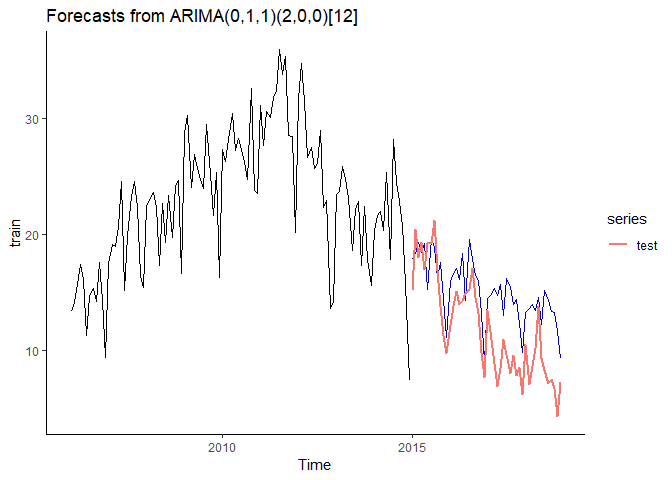 Forecasts from ARIMA(0,1,1)(2,0,0)[12]
30
20
10
train
2010
2015
Time
series
test